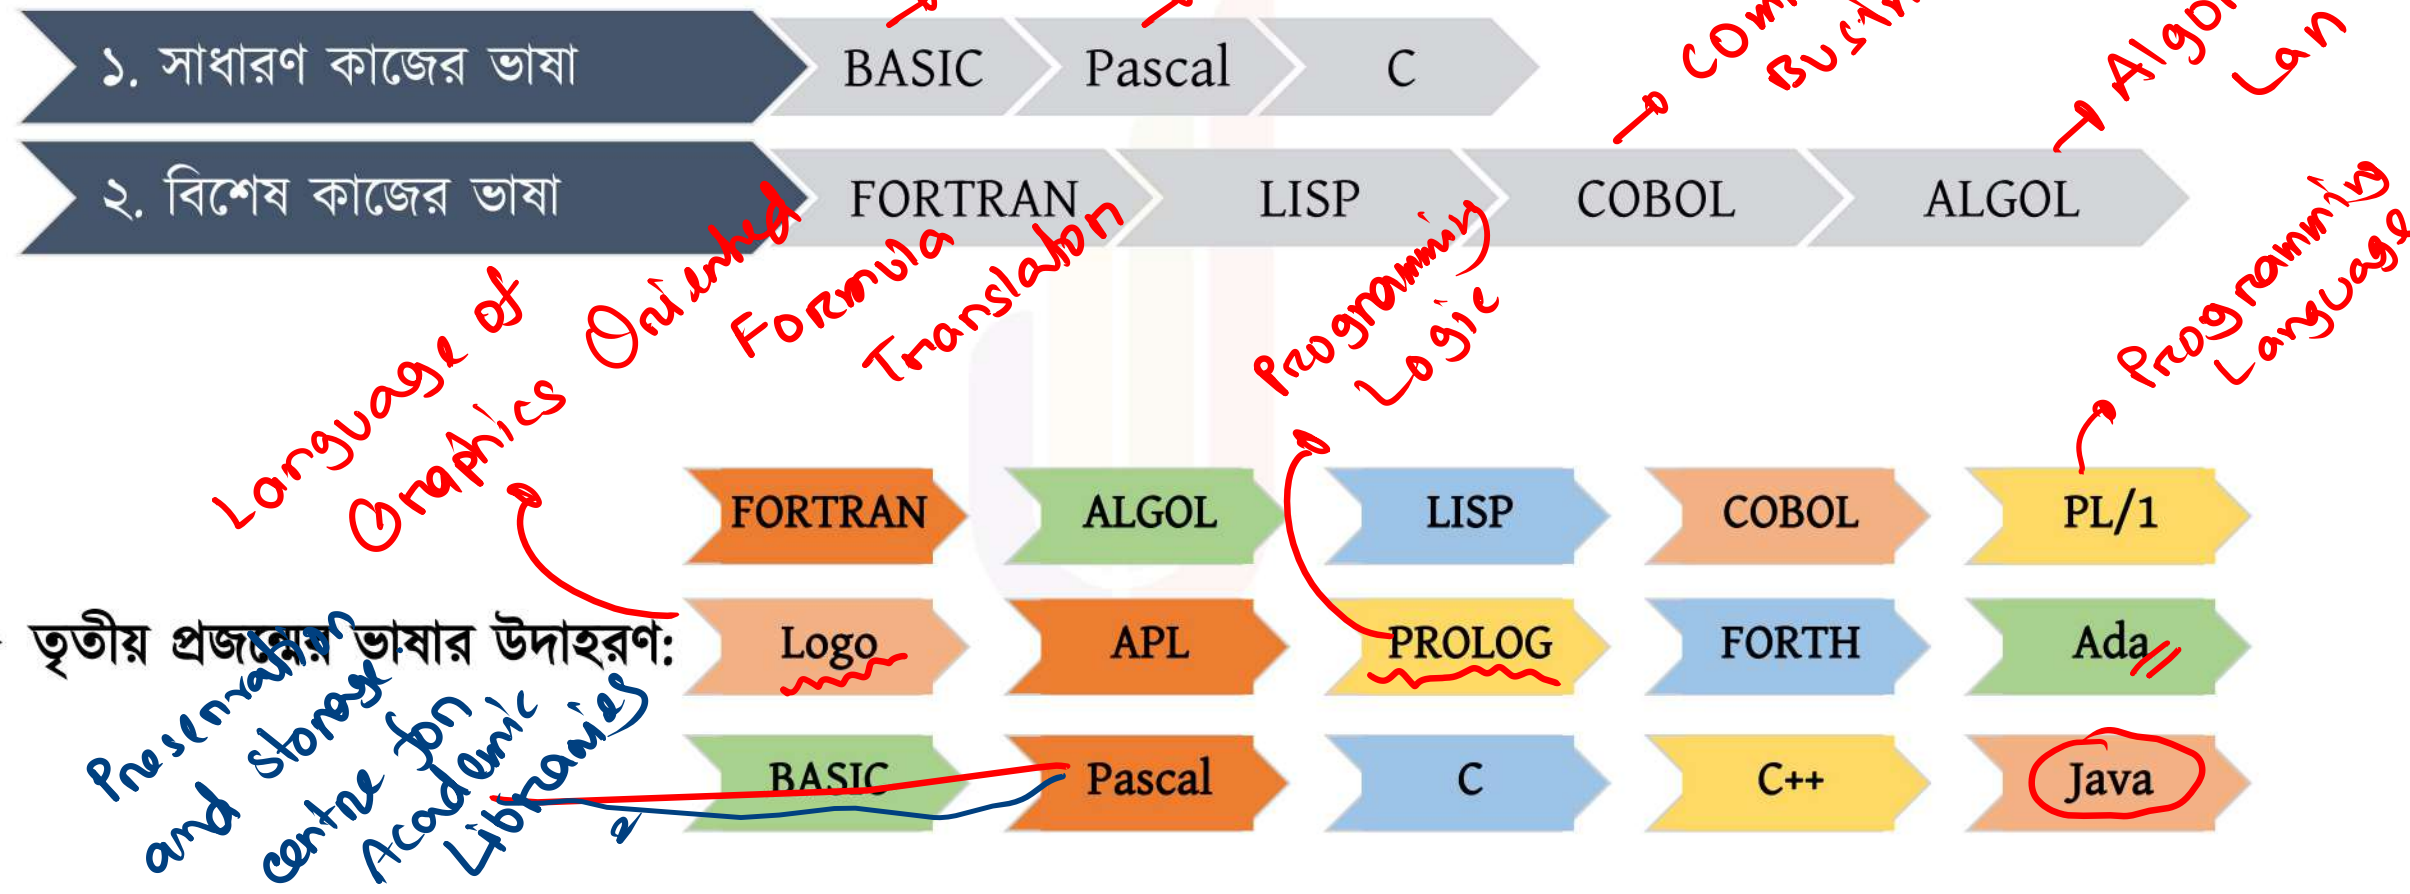 ১. সাধারণ কাজের ভাষা BASIC Pascal C
২. বিশেষ কাজের ভাষা FORTRAN LISP COBOL ALGOL
Lan
Language of
Graphics Oriented
Formula
Translation
Programming
Logic
Programming
Language
FORTRAN ALGOL LISP COBOL PL/1
তৃতীয় প্রজন্মের ভাষার উদাহরণ: Logo APL PROLOG FORTH Ada
BASIC Pascal C C++ Java
Preservation
and Storage
centre for
Academic
Libraries